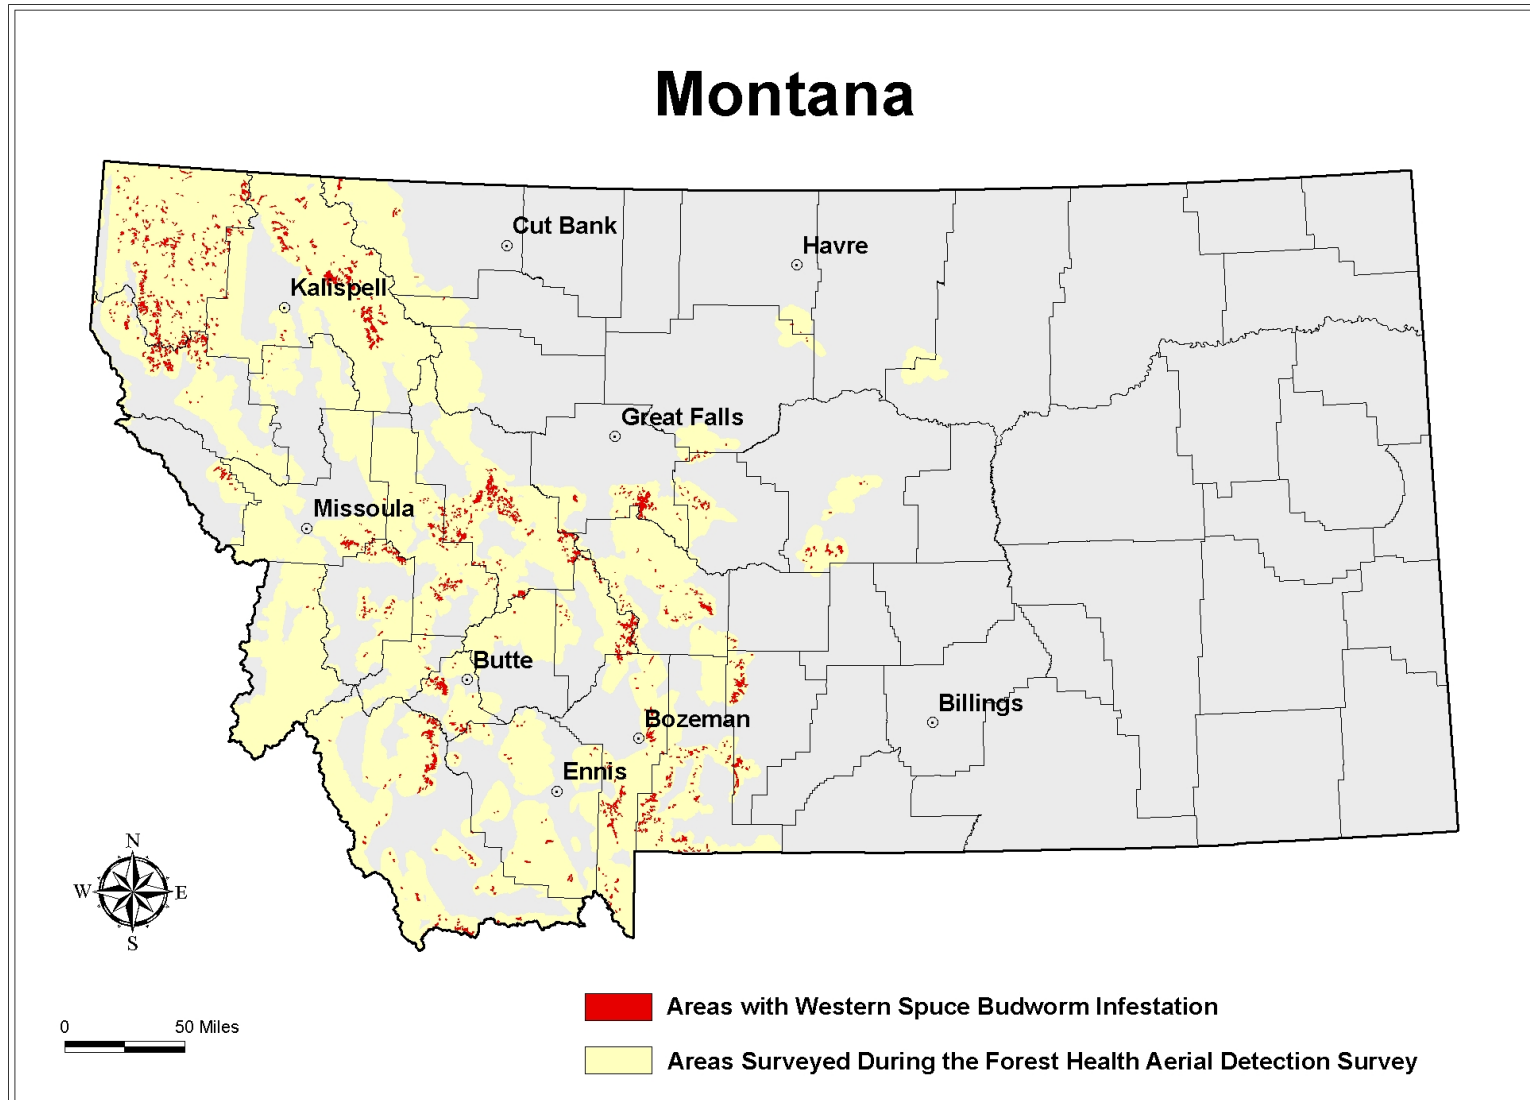 Montana
Cut Bank
Havre
Kalispell
Great Falls
Missoula
Butte
Billings
Bozeman
Ennis
N
W
E
S
Areas with Western Spuce Budworm Infestation
0
50 Miles
Areas Surveyed During the Forest Health Aerial Detection Survey